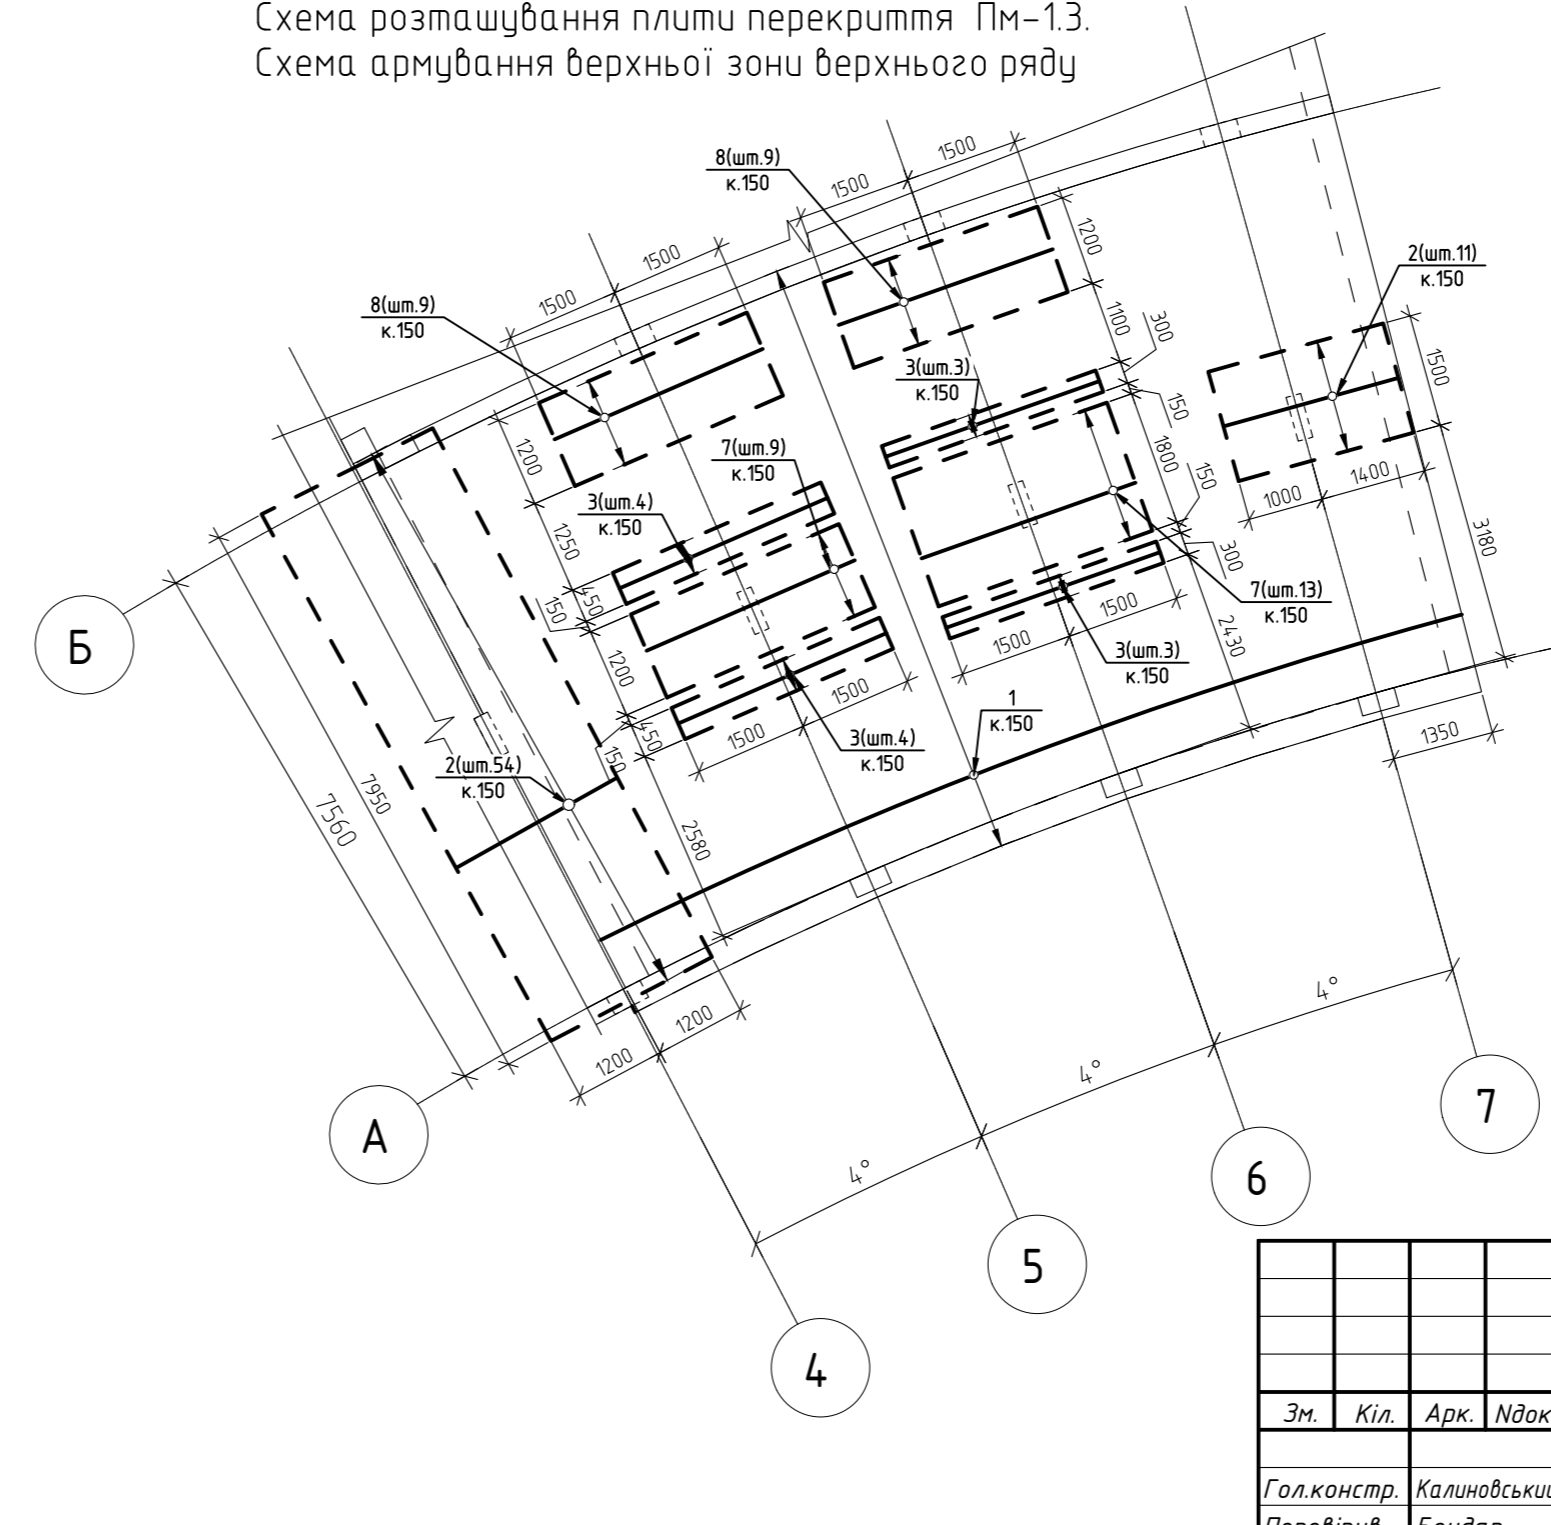 Схема розташування плити перекриття Пм-1.3.
Схема армування верхньої зони верхнього ряду
8(шт.9)
к.150
1500
1500
8(шт.9)
к.150
1500
1500
1200
2(шт.11)
к.150
1100
300
3(шт.3)
к.150
150
1500
1200
7(шт.9)
к.150
1800
150
1400
1000
3(шт.4)
к.150
1250
3180
300
150
450
7(шт.13)
к.150
1500
1500
2430
3(шт.3)
к.150
Б
1200
1500
1500
1
к.150
450
150
3(шт.4)
к.150
1350
2(шт.54)
к.150
7950
7560
2580
1200
1200
4°
4°
4°
А
7
6
5
4
Зм.
Кіл.
Арк.
Nдок
Гол.констр.
Калиновський
Перевірив
Бондар